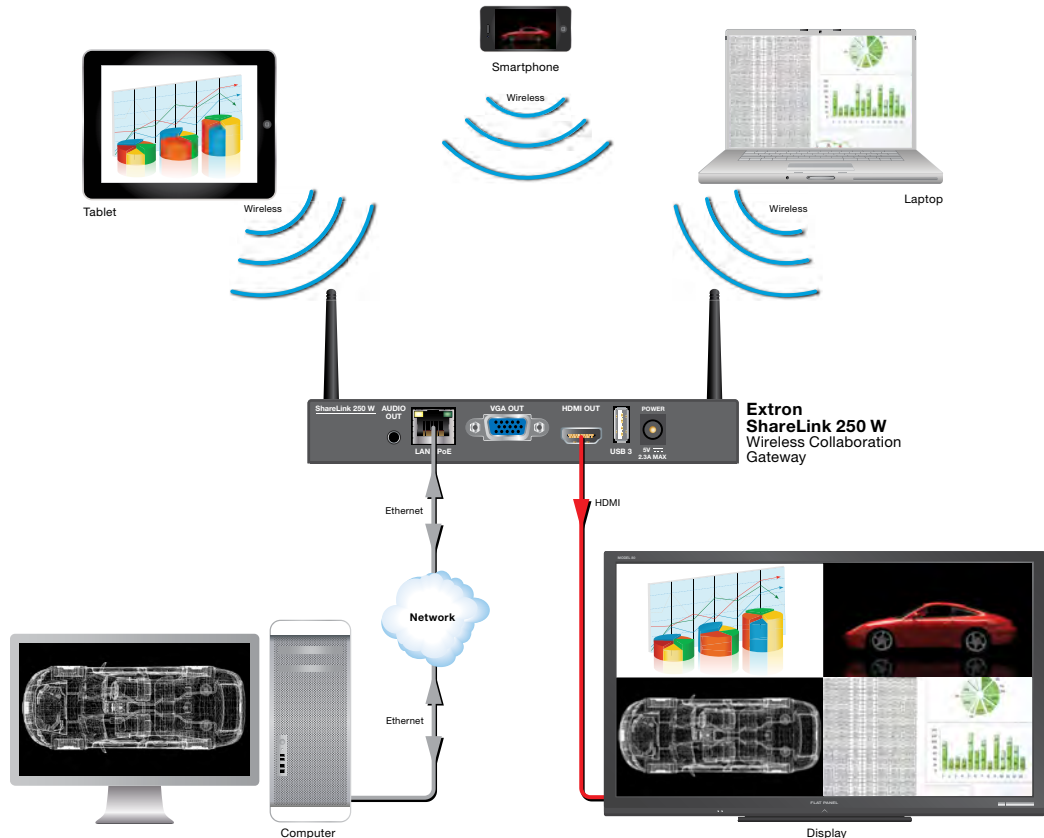 Smartphone
Wireless
Tablet
Wireless
Wireless
Laptop
ShareLink 250 W
AUDIO
OUT
VGA OUT
HDMI OUT
POWER
LAN PoE
USB 3
5V
2.3A MAX
Extron
ShareLink 250 W
Wireless Collaboration
Gateway
Ethernet
HDMI
Network
Ethernet
FLAT PANEL
Computer
Display